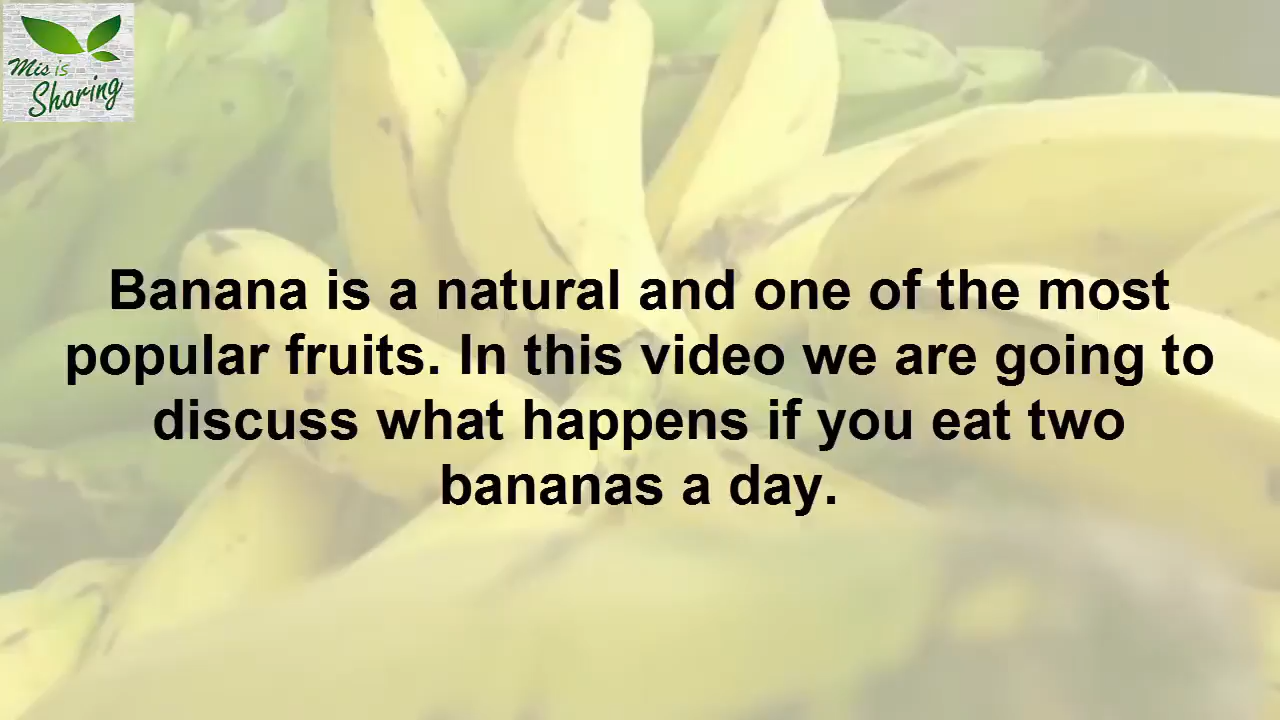 Mis is
Sharing
Banana is a natural and one of the most
popular fruits. In this video we are going to
discuss what happens if you eat two
bananas a day.